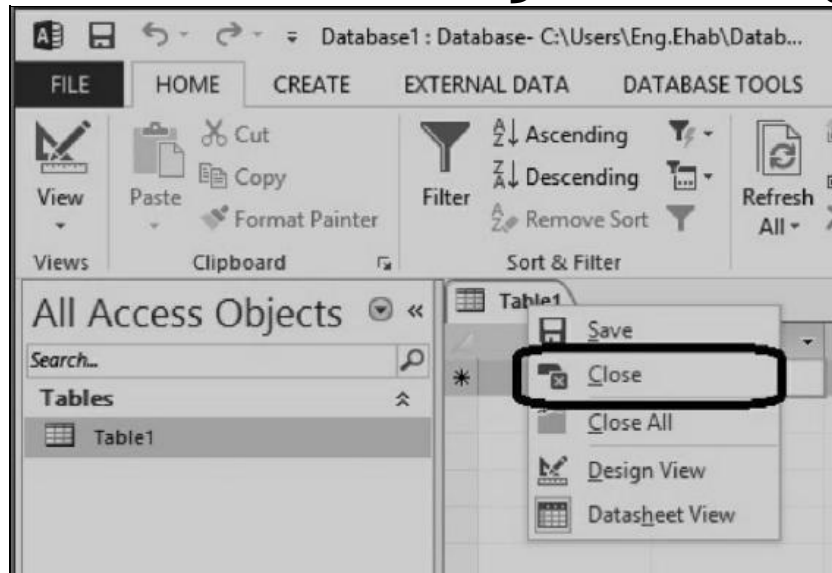 Database1 : Database- C:\Users\Eng.Ehab\Datab...
FILE HOME CREATE EXTERNAL DATA DATABASE TOOLS
View
Paste
Cut
Copy
Format Painter
Filter
Ascending
Descending
Remove Sort
Refresh
All
Views Clipboard Sort & Filter
All Access Objects
Search...
Tables
Table1
Table1
Save
Close
Close All
Design View
Datasheet View